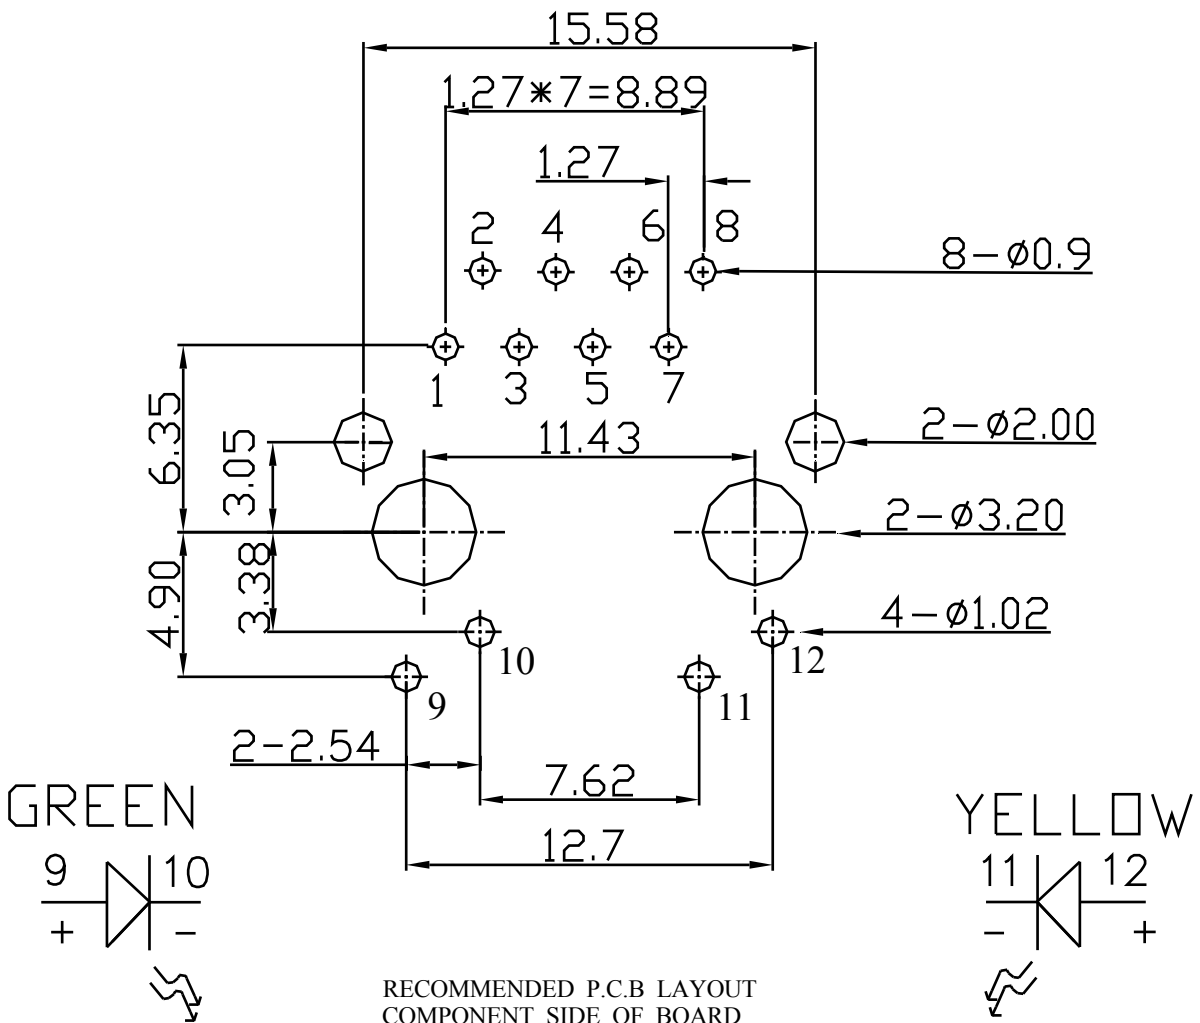 15.58
1.27*7=8.89
1.27
2 4 6 8
8-ø0.9
1 3 5 7
6.35
3.05
11.43
2-ø2.00
2-ø3.20
4.90
3.38
4-ø1.02
10 12
9 11
2-2.54
7.62
12.7
GREEN
9 10
+ -
YELLOW
11 12
- +
RECOMMENDED P.C.B LAYOUT
COMPONENT SIDE OF BOARD